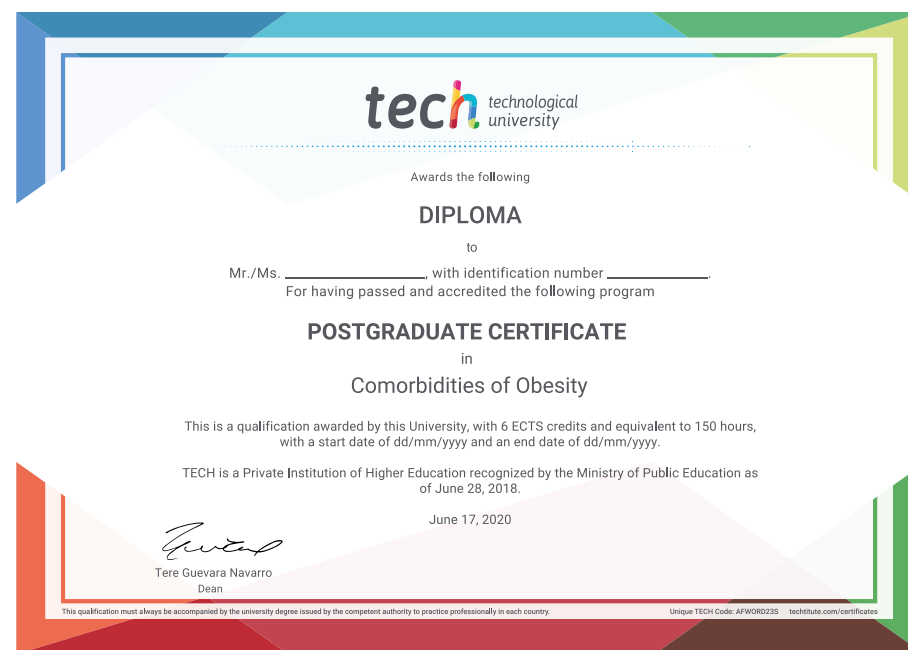 tech technological
university
Awards the following
DIPLOMA
to
Mr./Ms. ____________________, with identification number ______________.
For having passed and accredited the following program
POSTGRADUATE CERTIFICATE
in
Comorbidities of Obesity
This is a qualification awarded by this University, with 6 ECTS credits and equivalent to 150 hours,
with a start date of dd/mm/yyyy and an end date of dd/mm/yyyy.
TECH is a Private Institution of Higher Education recognized by the Ministry of Public Education as
of June 28, 2018.
June 17, 2020
Tere Guevara Navarro
Dean
This qualification must always be accompanied by the university degree issued by the competent authority to practice professionally in each country. Unique TECH Code: AFWORD23S techtitute.com/certificates